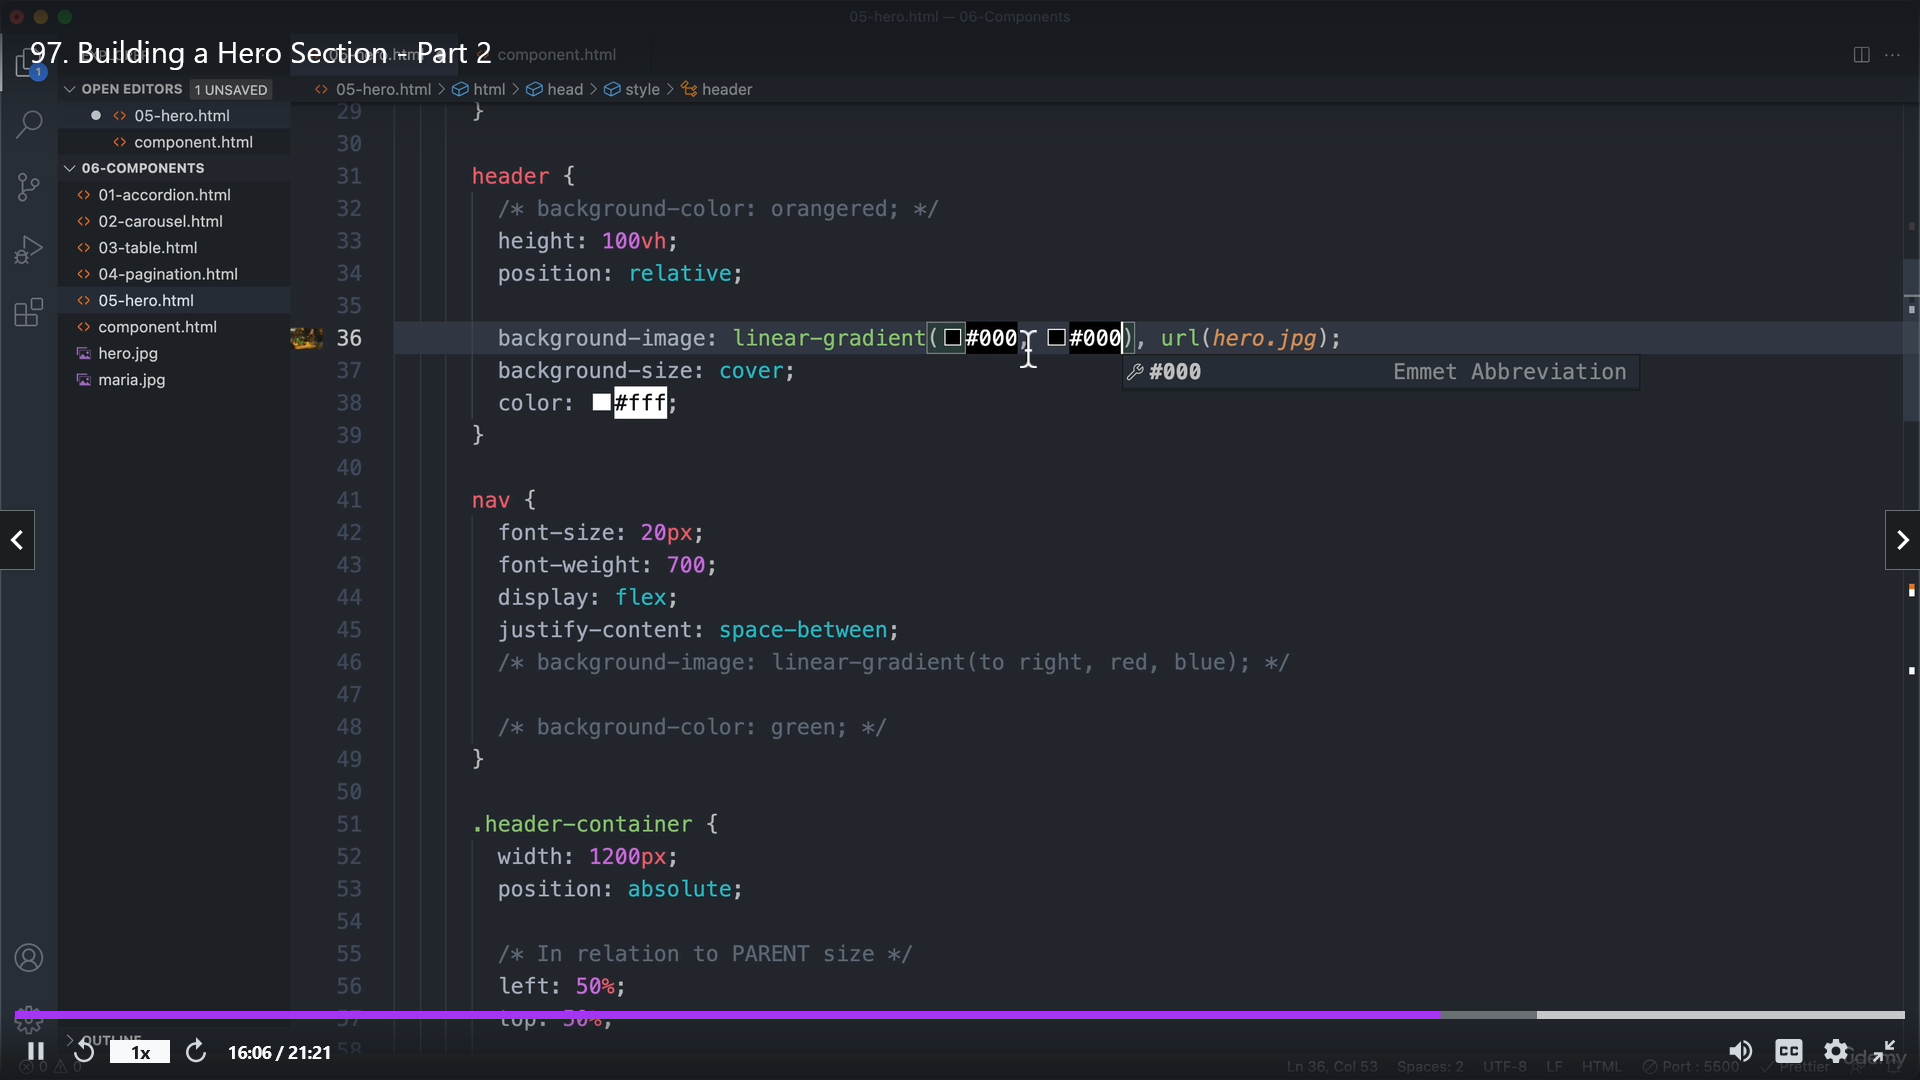 05-hero.html — 06-Components
97. Building a Hero Section - Part 2
component.html
1
OPEN EDITORS 1 UNSAVED
05-hero.html > html > head > style > header
05-hero.html
component.html
06-COMPONENTS
01-accordion.html
02-carousel.html
03-table.html
04-pagination.html
05-hero.html
component.html
hero.jpg
maria.jpg
OUTLINE
29 }
30
31 header {
32 /* background-color: orangered; */
33 height: 100vh;
34 position: relative;
35
36 background-image: linear-gradient(#000, #000), url(hero.jpg);
#000 Emmet Abbreviation
37 background-size: cover;
38 color: #fff;
39 }
40
41 nav {
42 font-size: 20px;
43 font-weight: 700;
44 display: flex;
45 justify-content: space-between;
46 /* background-image: linear-gradient(to right, red, blue); */
47
48 /* background-color: green; */
49 }
50
51 .header-container {
52 width: 1200px;
53 position: absolute;
54
55 /* In relation to PARENT size */
56 left: 50%;
57 top: 50%;
58
1x
16:06 / 21:21
CC
0 0
Ln 36, Col 53 Spaces: 2 UTF-8 LF HTML Port : 5500 Prettier
ûdemy